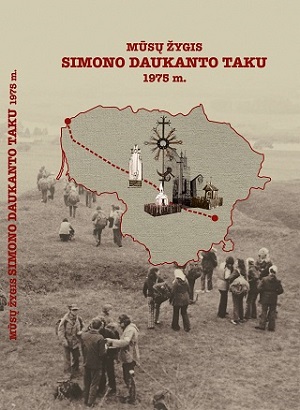 MŪSŲ ŽYGIS
SIMONO DAUKANTO TAKU
1975 m.
MŪSŲ ŽYGIS SIMONO DAUKANTO TAKU 1975 m.